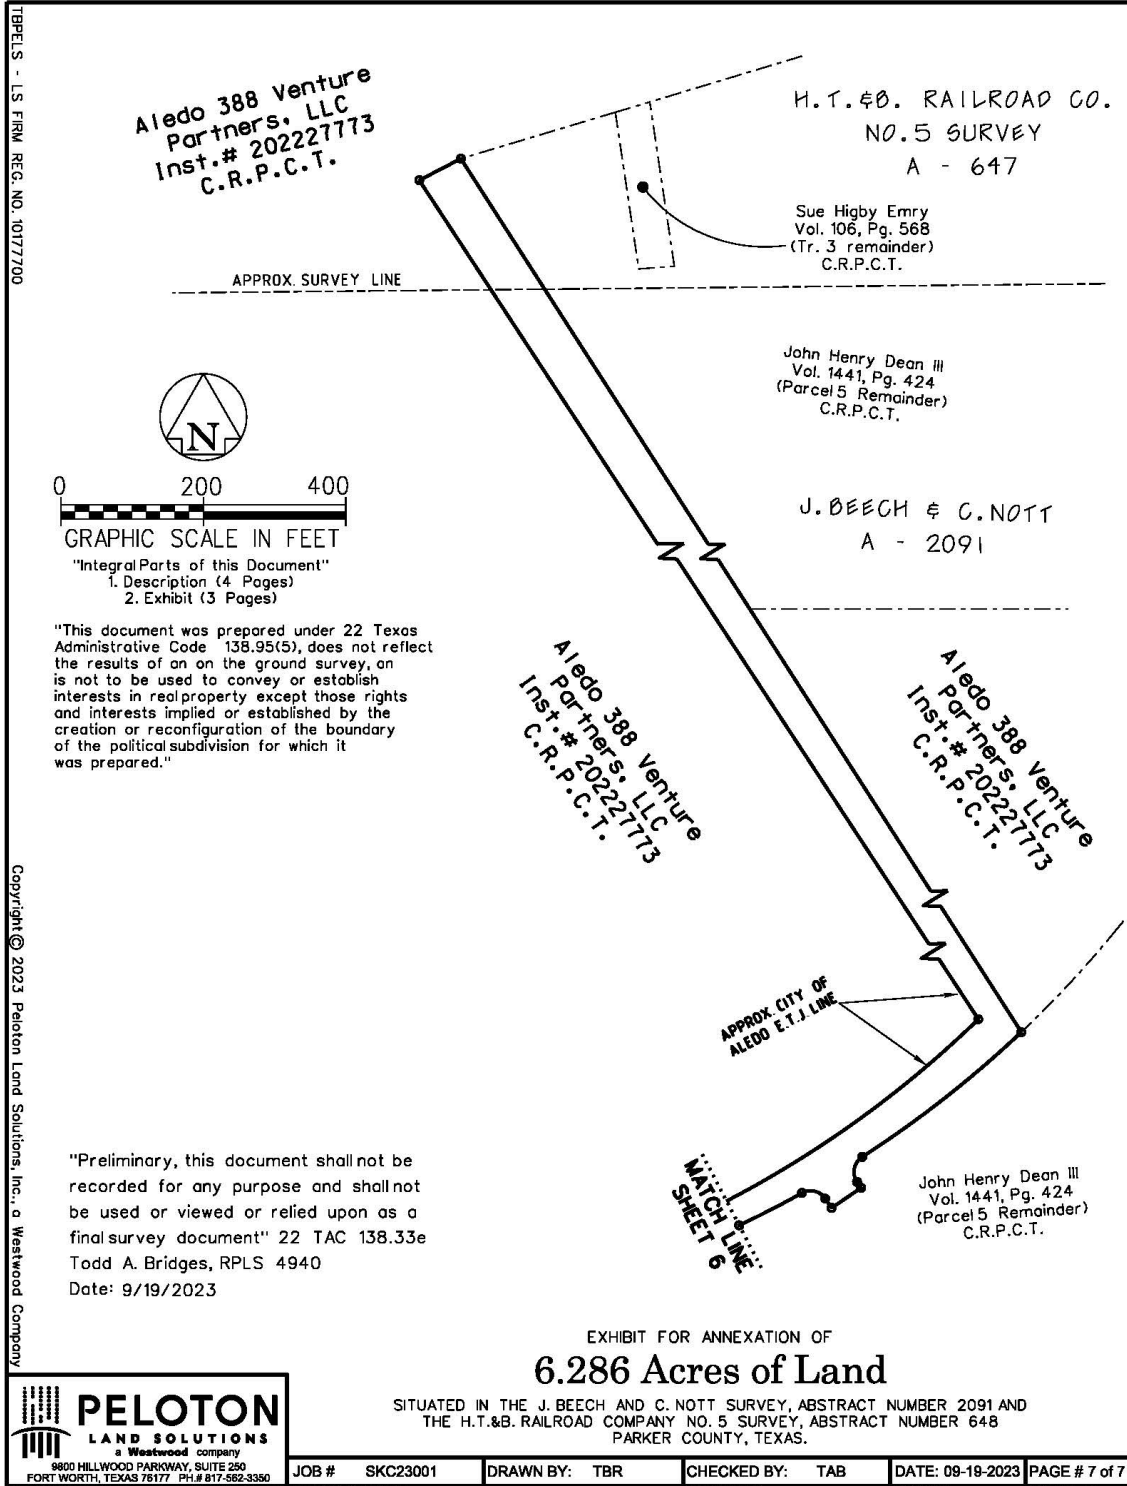 TBPELS - LS FIRM REG. NO. 10177700
Aledo 388 Venture
Partners, LLC
Inst.# 202227773
C.R.P.C.T.
H.T.&B. RAILROAD CO.
NO.5 SURVEY
A - 647
Sue Higby Emry
Vol. 106, Pg. 568
(Tr. 3 remainder)
C.R.P.C.T.
APPROX. SURVEY LINE
John Henry Dean III
Vol. 1441, Pg. 424
(Parcel 5 Remainder)
C.R.P.C.T.
N
0 200 400
GRAPHIC SCALE IN FEET
J. BEECH & C. NOTT
A - 2091
"Integral Parts of this Document"
1. Description (4 Pages)
2. Exhibit (3 Pages)
"This document was prepared under 22 Texas
Administrative Code 138.95(5), does not reflect
the results of an on the ground survey, an
is not to be used to convey or establish
interests in real property except those rights
and interests implied or established by the
creation or reconfiguration of the boundary
of the political subdivision for which it
was prepared."
Aledo 388 Venture
Partners, LLC
Inst.# 202227773
C.R.P.C.T.
Aledo 388 Venture
Partners, LLC
Inst.# 202227773
C.R.P.C.T.
APPROX. CITY OF
ALEDO E.T.J. LINE
Copyright © 2023 Peloton Land Solutions, Inc., a Westwood Company
"Preliminary, this document shall not be
recorded for any purpose and shall not
be used or viewed or relied upon as a
final survey document" 22 TAC 138.33e
Todd A. Bridges, RPLS 4940
Date: 9/19/2023
MATCH LINE
SHEET 6
John Henry Dean III
Vol. 1441, Pg. 424
(Parcel 5 Remainder)
C.R.P.C.T.
EXHIBIT FOR ANNEXATION OF
6.286 Acres of Land
SITUATED IN THE J. BEECH AND C. NOTT SURVEY, ABSTRACT NUMBER 2091 AND
THE H.T.&B. RAILROAD COMPANY NO. 5 SURVEY, ABSTRACT NUMBER 648
PARKER COUNTY, TEXAS.
PELOTON
LAND SOLUTIONS
a Westwood company
9800 HILLWOOD PARKWAY, SUITE 250
FORT WORTH, TEXAS 76177 PH.# 817-562-3350
JOB # SKC23001 DRAWN BY: TBR CHECKED BY: TAB DATE: 09-19-2023 PAGE # 7 of 7